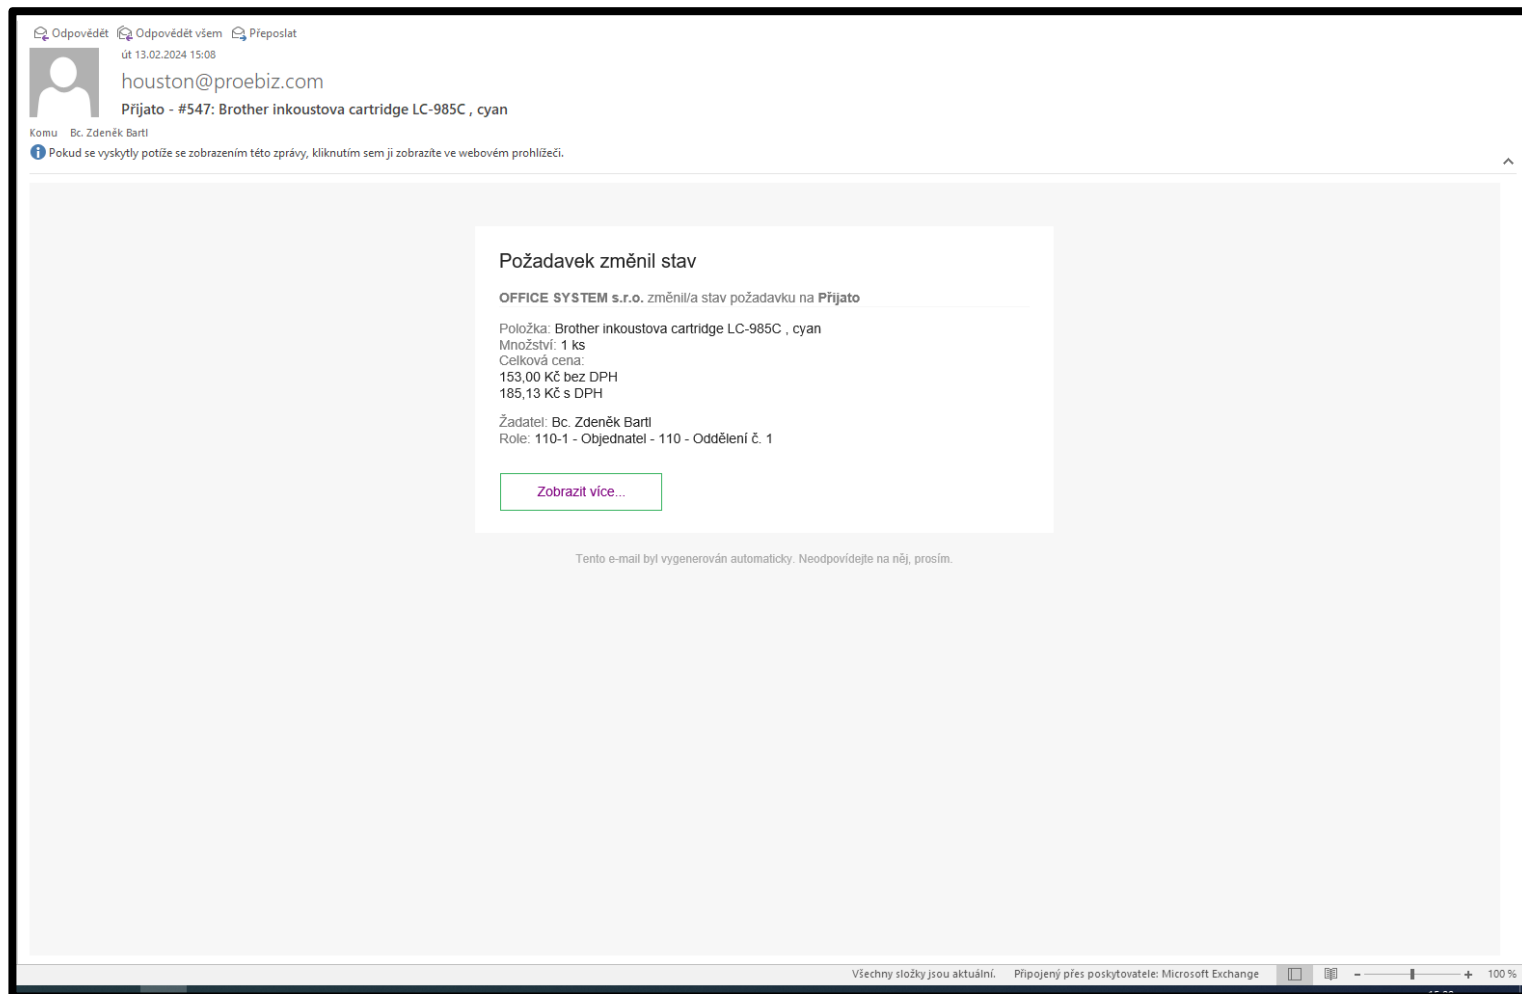 Odpovědět Odpovědět všem Přeposlat
út 13.02.2024 15:08
houston@proebiz.com
Přijato - #547: Brother inkoustova cartridge LC-985C , cyan
Komu Bc. Zdeněk Bartl
Pokud se vyskytly potíže se zobrazením této zprávy, kliknutím sem ji zobrazíte ve webovém prohlížeči.
Požadavek změnil stav
OFFICE SYSTEM s.r.o. změnil/a stav požadavku na Přijato
Položka: Brother inkoustova cartridge LC-985C , cyan
Množství: 1 ks
Celková cena:
153,00 Kč bez DPH
185,13 Kč s DPH
Žadatel: Bc. Zdeněk Bartl
Role: 110-1 - Objednatel - 110 - Oddělení č. 1
Zobrazit více...
Tento e-mail byl vygenerován automaticky. Neodpovídejte na něj, prosím.
Všechny složky jsou aktuální. Připojený přes poskytovatele: Microsoft Exchange - + 100 %